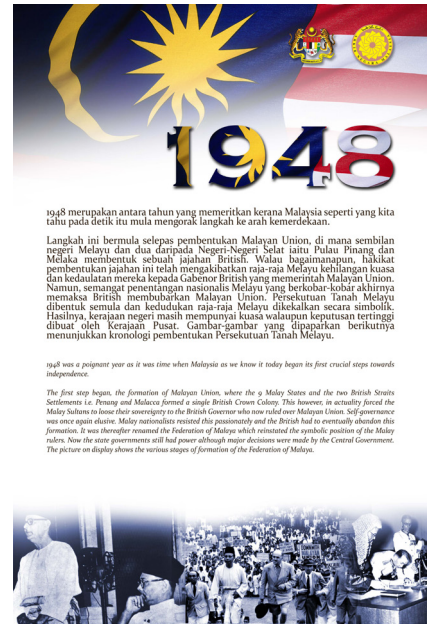 1948
1948 merupakan antara tahun yang memeritkan kerana Malaysia seperti yang kita
tahu pada detik itu mula mengorak langkah ke arah kemerdekaan.
Langkah ini bermula selepas pembentukan Malayan Union, di mana sembilan
negeri Melayu dan dua daripada Negeri-Negeri Selat iaitu Pulau Pinang dan
Melaka membentuk sebuah jajahan British. Walau bagaimanapun, hakikat
pembentukan jajahan ini telah mengakibatkan raja-raja Melayu kehilangan kuasa
dan kedaulatan mereka kepada Gabenor British yang memerintah Malayan Union.
Namun, semangat penentangan nasionalis Melayu yang berkobar-kobar akhirnya
memaksa British membubarkan Malayan Union. Persekutuan Tanah Melayu
dibentuk semula dan kedudukan raja-raja Melayu dikekalkan secara simbolik.
Hasilnya, kerajaan negeri masih mempunyai kuasa walaupun keputusan tertinggi
dibuat oleh Kerajaan Pusat. Gambar-gambar yang dipaparkan berikutnya
menunjukkan kronologi pembentukan Persekutuan Tanah Melayu.
1948 was a poignant year as it was time when Malaysia as we know it today began its first crucial steps towards
independence.
The first step began, the formation of Malayan Union, where the 9 Malay States and the two British Straits
Settlements i.e. Penang and Malacca formed a single British Crown Colony. This however, in actuality forced the
Malay Sultans to loose their sovereignty to the British Governor who now ruled over Malayan Union. Self-governance
was once again elusive. Malay nationalists resisted this passionately and the British had to eventually abandon this
formation. It was thereafter renamed the Federation of Malaya which reinstated the symbolic position of the Malay
rulers. Now the state governments still had power although major decisions were made by the Central Government.
The picture on display shows the various stages of formation of the Federation of Malaya.